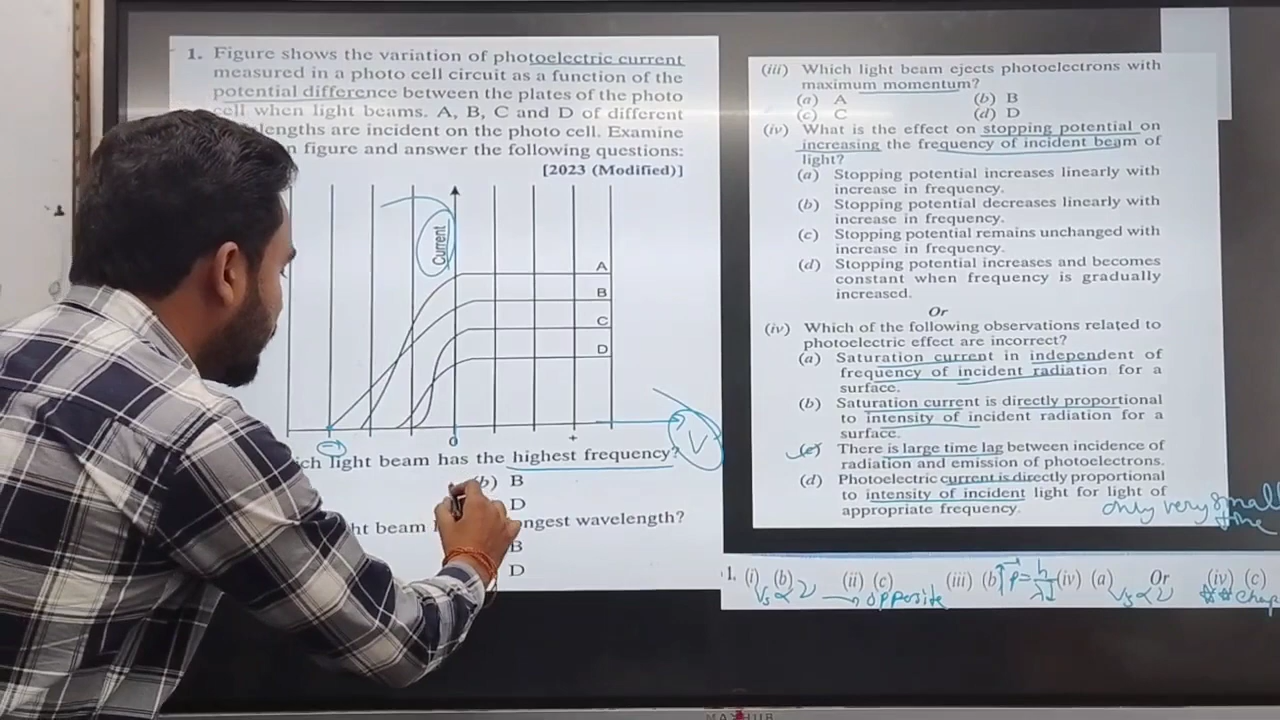 1. Figure shows the variation of photoelectric current
measured in a photo cell circuit as a function of the
potential difference between the plates of the photo
cell when light beams. A, B, C and D of different
lengths are incident on the photo cell. Examine
n figure and answer the following questions:
[2023 (Modified)]
Current
A
B
C
D
0
+
V
ch light beam has the highest frequency?
(b) B
D
ht beam
ngest wavelength?
B
D
(iii) Which light beam ejects photoelectrons with
maximum momentum?
(a) A (b) B
(c) C (d) D
(iv) What is the effect on stopping potential on
increasing the frequency of incident beam of
light?
(a) Stopping potential increases linearly with
increase in frequency.
(b) Stopping potential decreases linearly with
increase in frequency.
(c) Stopping potential remains unchanged with
increase in frequency.
(d) Stopping potential increases and becomes
constant when frequency is gradually
increased.
Or
(iv) Which of the following observations related to
photoelectric effect are incorrect?
(a) Saturation current in independent of
frequency of incident radiation for a
surface.
(b) Saturation current is directly proportional
to intensity of incident radiation for a
surface.
(c) There is large time lag between incidence of
radiation and emission of photoelectrons.
(d) Photoelectric current is directly proportional
to intensity of incident light for light of
appropriate frequency.
only very small
time
1. (i) (b) (ii) (c) (iii) (b) ↑p=h/λ (iv) (a) Or (iv) (c)
Vs ∝ ν → opposite Vs ∝ ν ** chap
MAXHUB